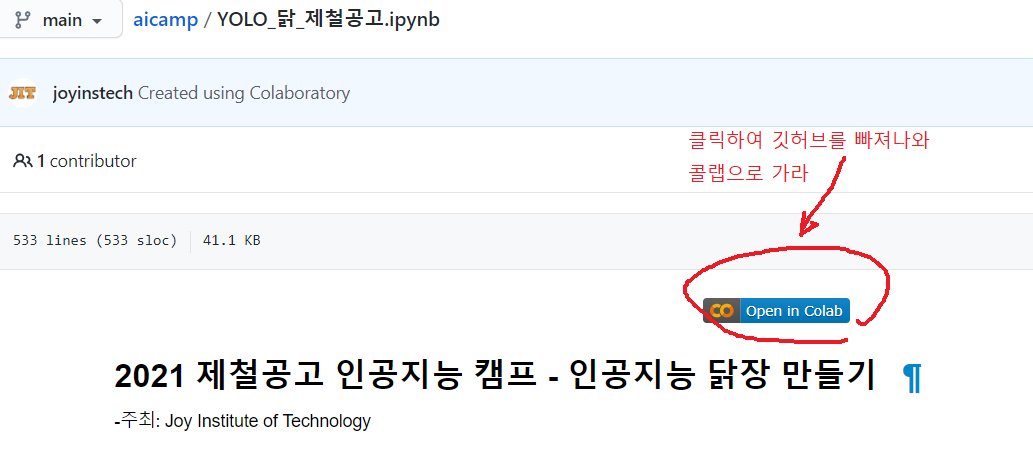 main aicamp / YOLO_닭_제철공고.ipynb
JIT joyinstech Created using Colaboratory
클릭하여 깃허브를 빠져나와
1 contributor
콜랩으로 가라
533 lines (533 sloc) 41.1 KB
CO Open in Colab
2021 제철공고 인공지능 캠프 - 인공지능 닭장 만들기 ¶
-주최: Joy Institute of Technology